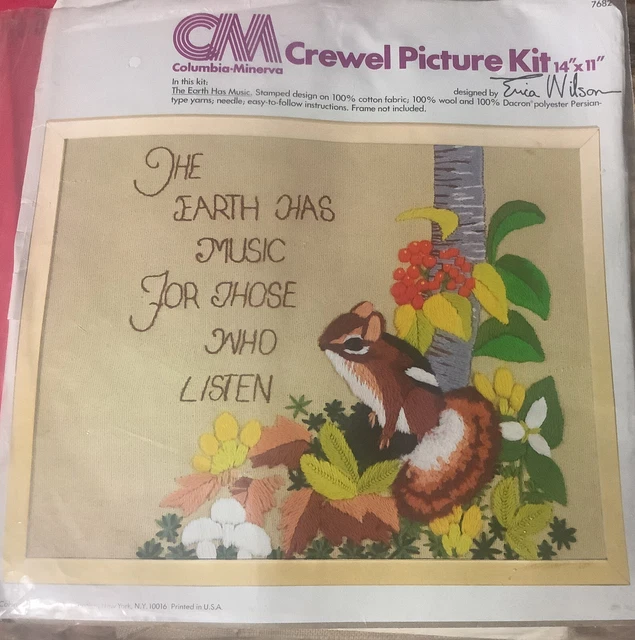 7682
CM
Columbia-Minerva
Crewel Picture Kit 14"x11"
In this kit:
designed by Erica Wilson
The Earth Has Music. Stamped design on 100% cotton fabric; 100% wool and 100% Dacron® polyester Persian-
type yarns; needle; easy-to-follow instructions. Frame not included.
THE
EARTH HAS
MUSIC
FOR THOSE
WHO
LISTEN
York, N.Y. 10016. Printed in U.S.A.